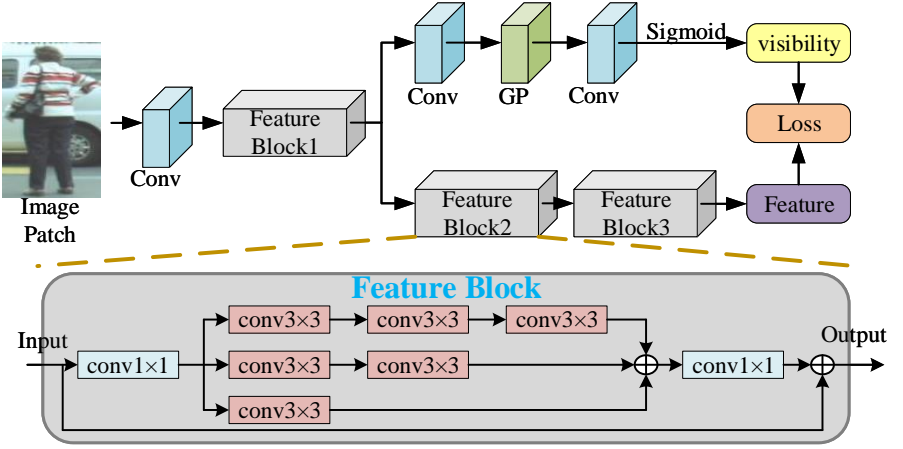 Conv
GP
Conv
Sigmoid
visibility
Loss
Image
Patch
Conv
Feature
Block1
Feature
Block2
Feature
Block3
Feature
Feature Block
Input
conv1×1
conv3×3
conv3×3
conv3×3
conv3×3
conv3×3
conv3×3
conv1×1
Output